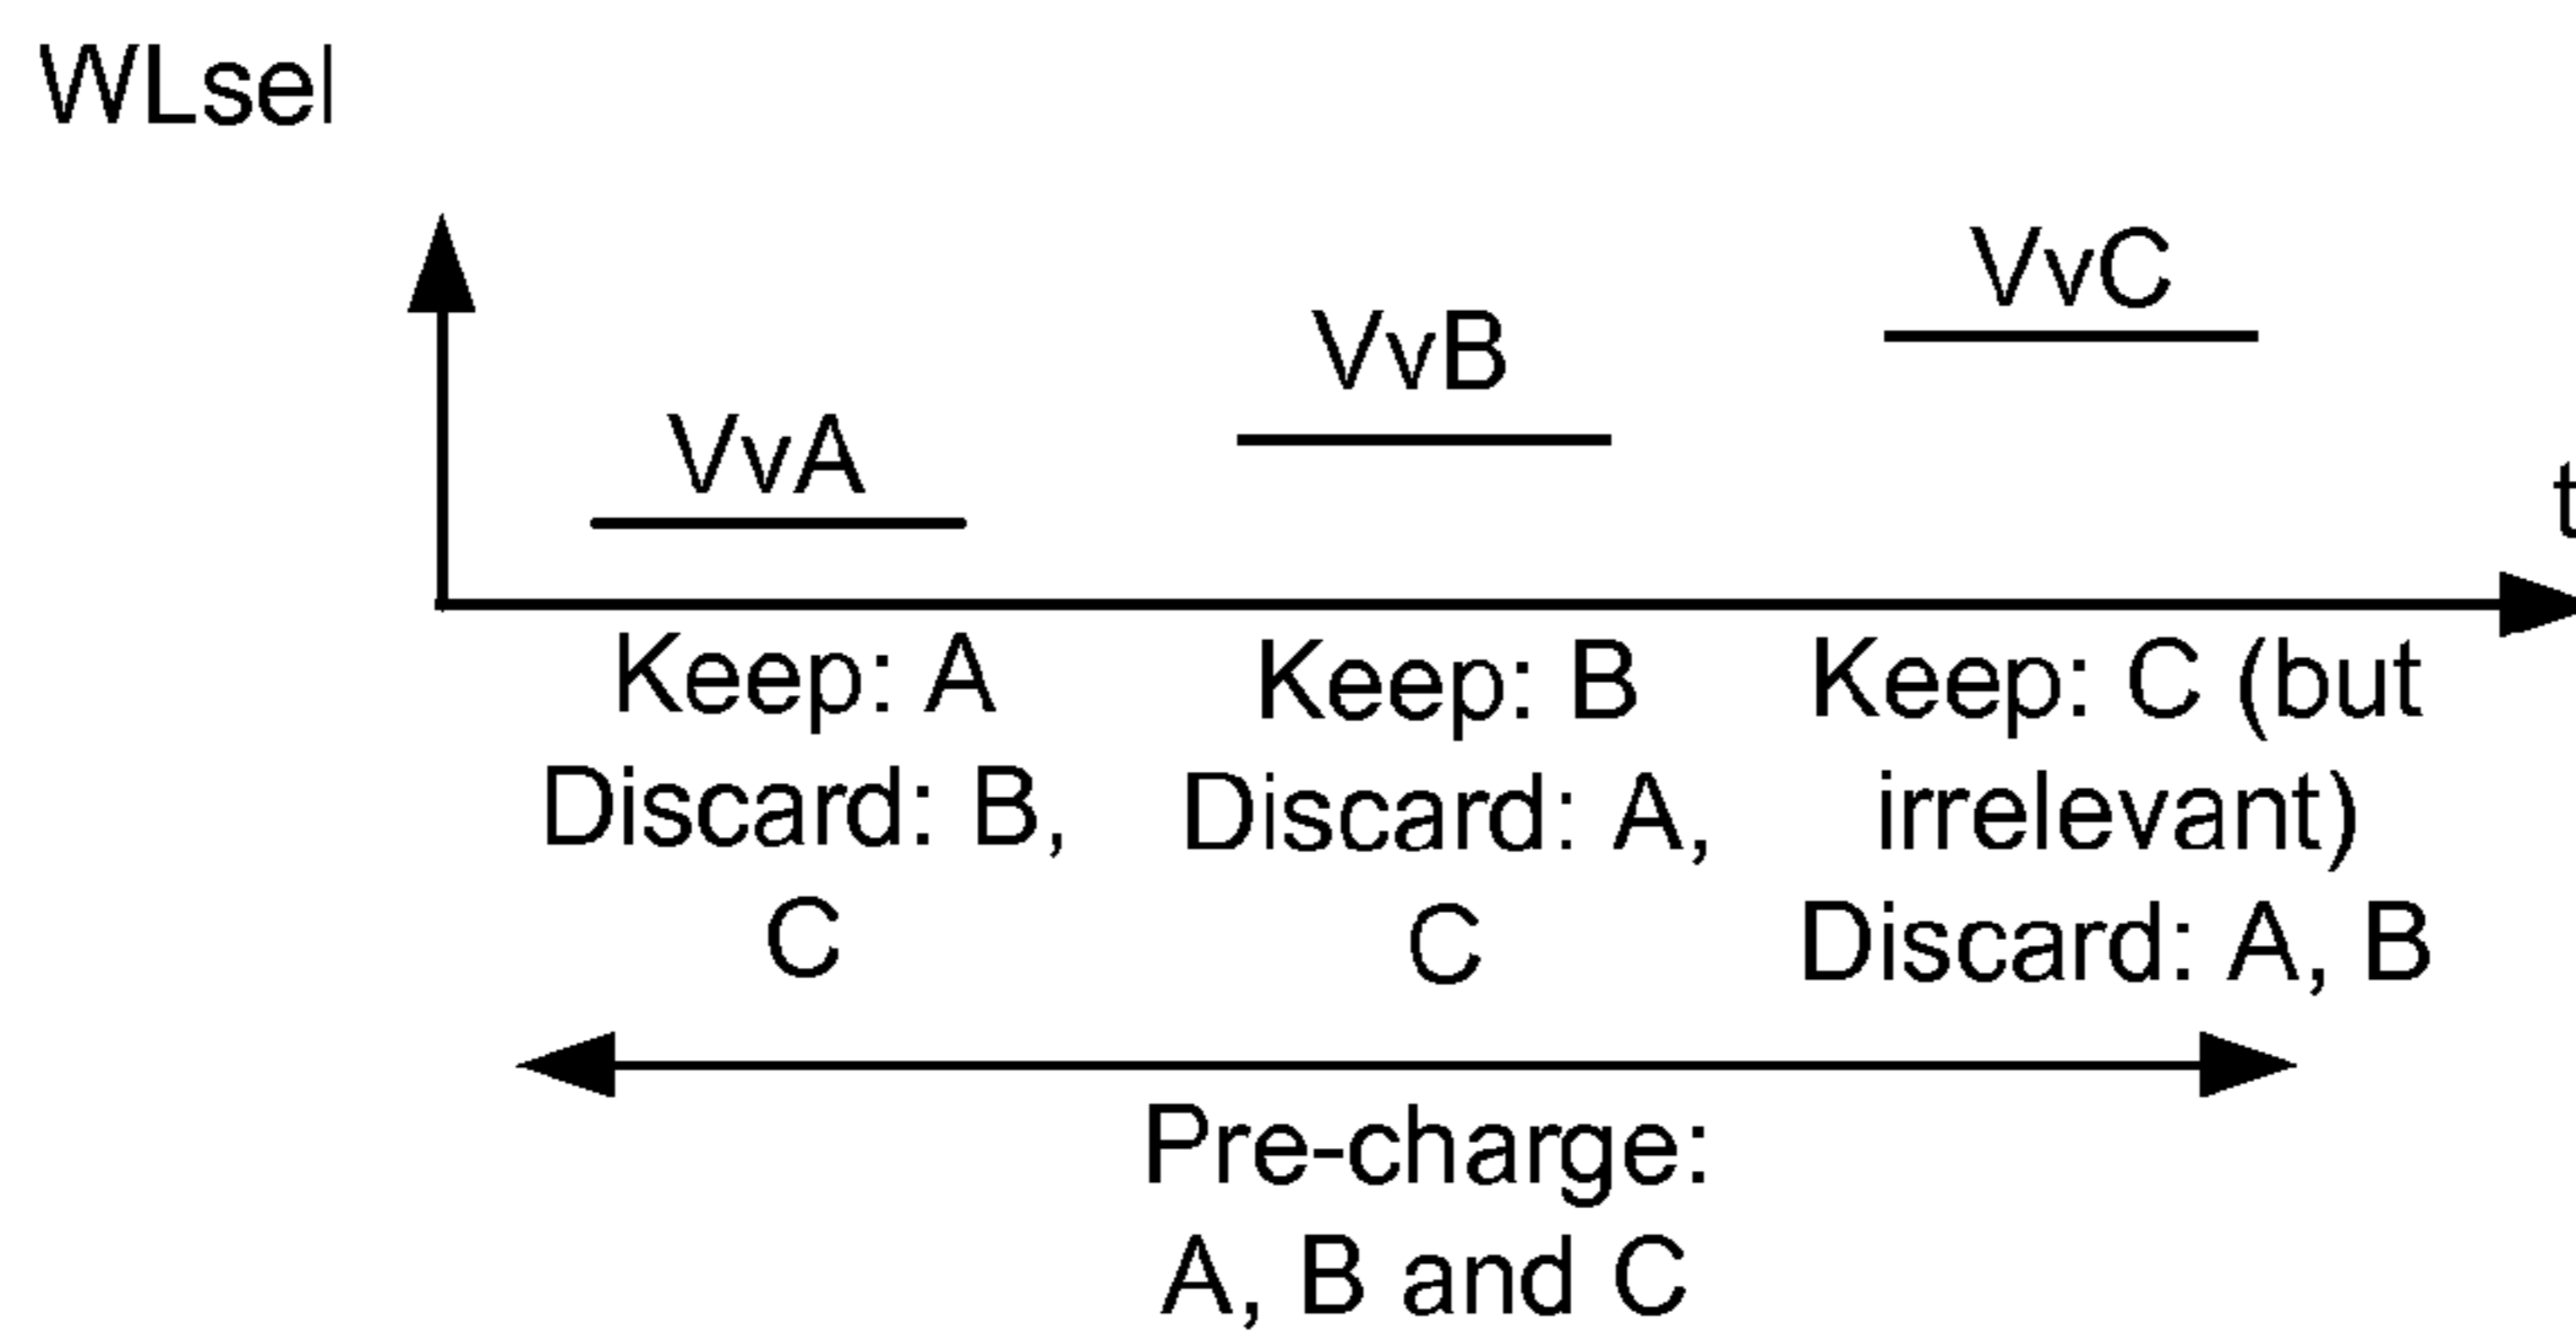 WLsel
VvA
VvB
VvC
t
Keep: A
Discard: B,
C
Keep: B
Discard: A,
C
Keep: C (but
irrelevant)
Discard: A, B
Pre-charge:
A, B and C